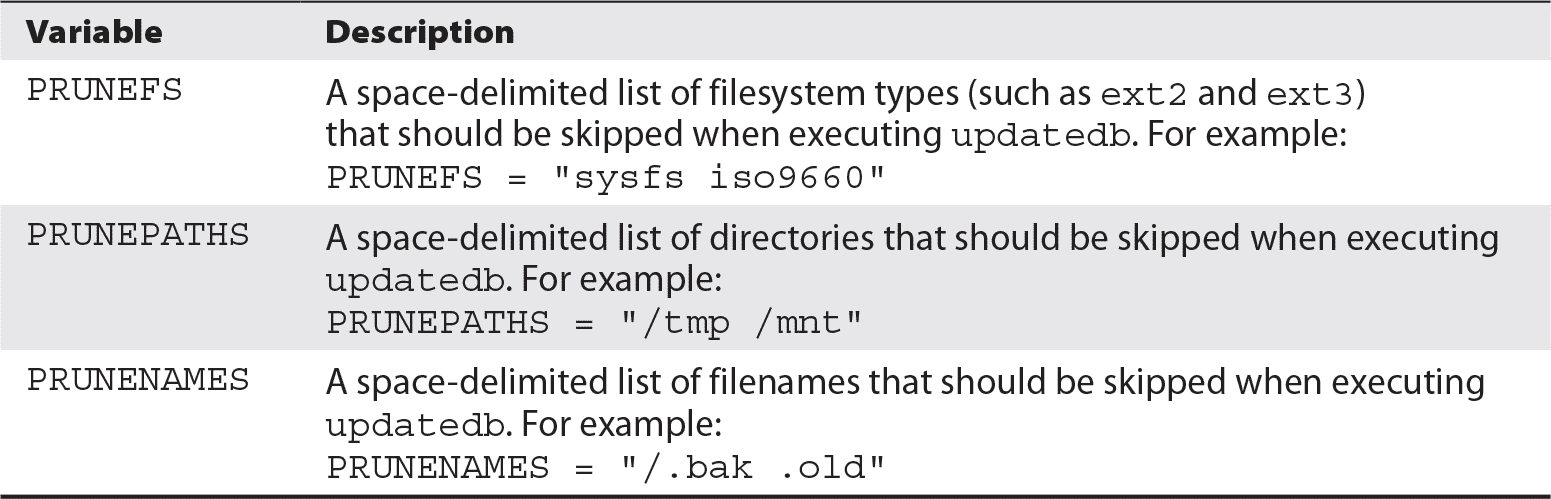 Variable Description
PRUNEFS A space-delimited list of filesystem types (such as ext2 and ext3)
that should be skipped when executing updatedb. For example:
PRUNEFS = "sysfs iso9660"
PRUNEPATHS A space-delimited list of directories that should be skipped when executing
updatedb. For example:
PRUNEPATHS = "/tmp /mnt"
PRUNENAMES A space-delimited list of filenames that should be skipped when executing
updatedb. For example:
PRUNENAMES = "/.bak .old"